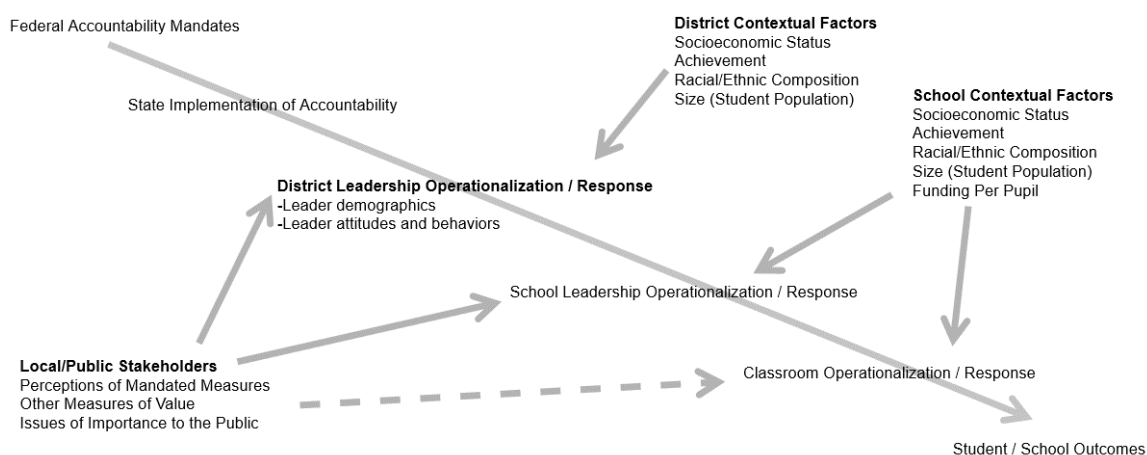 Federal Accountability Mandates
State Implementation of Accountability
District Contextual Factors
Socioeconomic Status
Achievement
Racial/Ethnic Composition
Size (Student Population)
School Contextual Factors
Socioeconomic Status
Achievement
Racial/Ethnic Composition
Size (Student Population)
Funding Per Pupil
District Leadership Operationalization / Response
-Leader demographics
-Leader attitudes and behaviors
School Leadership Operationalization / Response
Local/Public Stakeholders
Perceptions of Mandated Measures
Other Measures of Value
Issues of Importance to the Public
Classroom Operationalization / Response
Student / School Outcomes